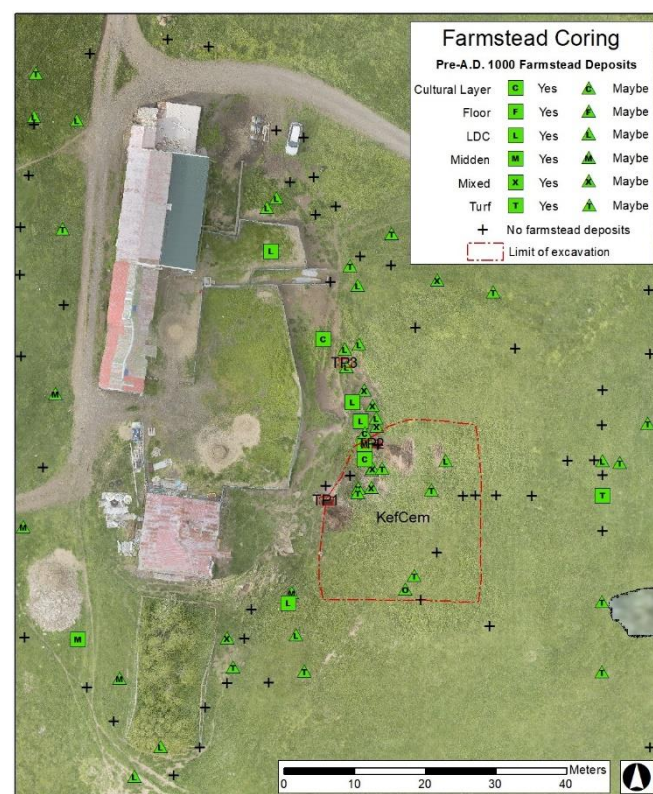 Farmstead Coring
Pre-A.D. 1000 Farmstead Deposits
Cultural Layer C Yes C Maybe
Floor F Yes F Maybe
LDC L Yes L Maybe
Midden M Yes M Maybe
Mixed X Yes X Maybe
Turf T Yes T Maybe
+ No farmstead deposits
Limit of excavation
TP3
TP1
KefCem
Meters
0 10 20 30 40